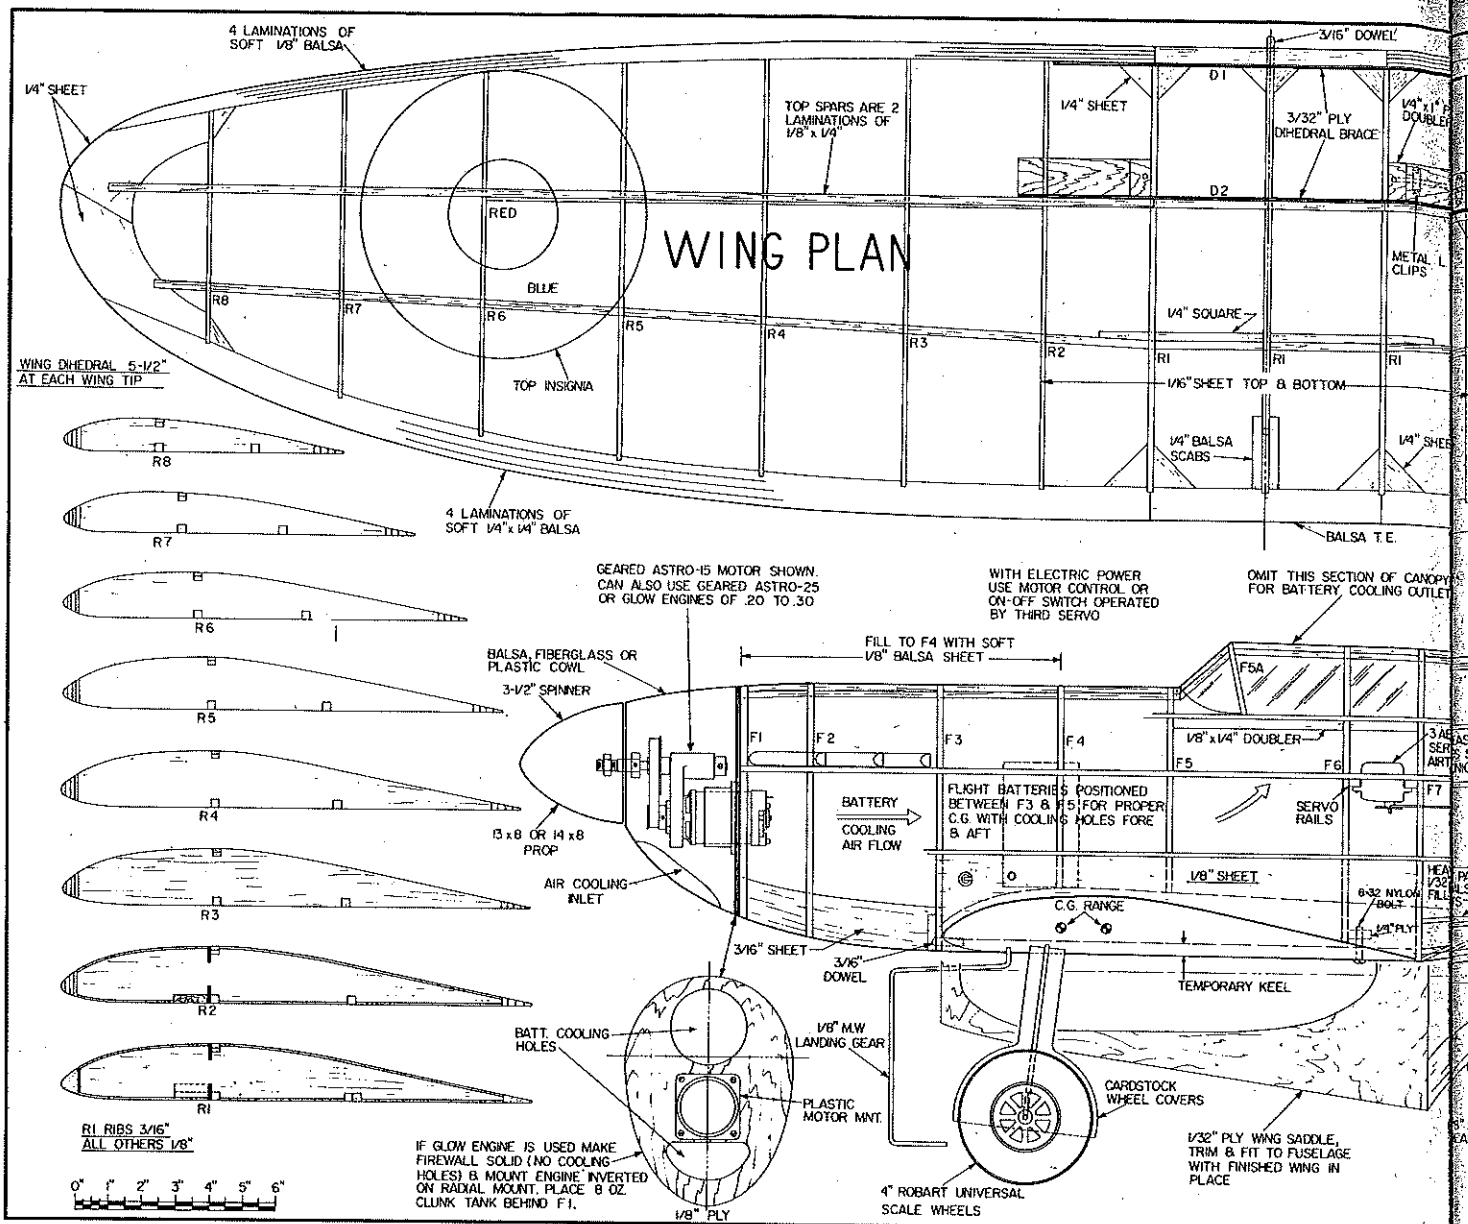 4 LAMINATIONS OF
SOFT 1/8" BALSA
3/16" DOWEL
1/4" SHEET
TOP SPARS ARE 2
LAMINATIONS OF
1/8" x 1/4"
1/4" SHEET
D1
3/32" PLY
DIHEDRAL BRACE
1/4" x 1" P
DOUBLER
D2
RED
WING PLAN
METAL L
CLIPS
BLUE
R8
R7
R6
R5
R4
R3
R2
R1
R1
R1
1/4" SQUARE
TOP INSIGNIA
1/16" SHEET TOP & BOTTOM
WING DIHEDRAL 5-1/2"
AT EACH WING TIP
1/4" BALSA
SCABS
1/4" SHEE
R8
4 LAMINATIONS OF
SOFT 1/4" x 1/4" BALSA
BALSA T.E.
R7
R6
R5
R4
R3
R2
R1
R1 RIBS 3/16"
ALL OTHERS 1/8"
0" 1" 2" 3" 4" 5" 6"
GEARED ASTRO-15 MOTOR SHOWN.
CAN ALSO USE GEARED ASTRO-25
OR GLOW ENGINES OF .20 TO .30
WITH ELECTRIC POWER
USE MOTOR CONTROL OR
ON-OFF SWITCH OPERATED
BY THIRD SERVO
OMIT THIS SECTION OF CANOPY
FOR BATTERY COOLING OUTLET
FILL TO F4 WITH SOFT
1/8" BALSA SHEET
BALSA, FIBERGLASS OR
PLASTIC COWL
3-1/2" SPINNER
F5A
F1
F2
F3
F4
1/8" x 1/4" DOUBLER
F5
F6
F7
SERVO
RAILS
FLIGHT BATTERIES POSITIONED
BETWEEN F3 & F5 FOR PROPER
C.G. WITH COOLING HOLES FORE
& AFT
BATTERY
COOLING
AIR FLOW
13 x 8 OR 14 x 8
PROP
AIR COOLING
INLET
1/8" SHEET
6-32 NYLON
BOLT
1/4" PLY
C.G. RANGE
3/16" SHEET
3/16"
DOWEL
TEMPORARY KEEL
BATT. COOLING
HOLES
1/8" M.W.
LANDING GEAR
PLASTIC
MOTOR MNT.
CARDSTOCK
WHEEL COVERS
IF GLOW ENGINE IS USED MAKE
FIREWALL SOLID (NO COOLING
HOLES) & MOUNT ENGINE INVERTED
ON RADIAL MOUNT. PLACE 8 OZ.
CLUNK TANK BEHIND F1.
1/8" PLY
4" ROBART UNIVERSAL
SCALE WHEELS
1/32" PLY WING SADDLE,
TRIM & FIT TO FUSELAGE
WITH FINISHED WING IN
PLACE